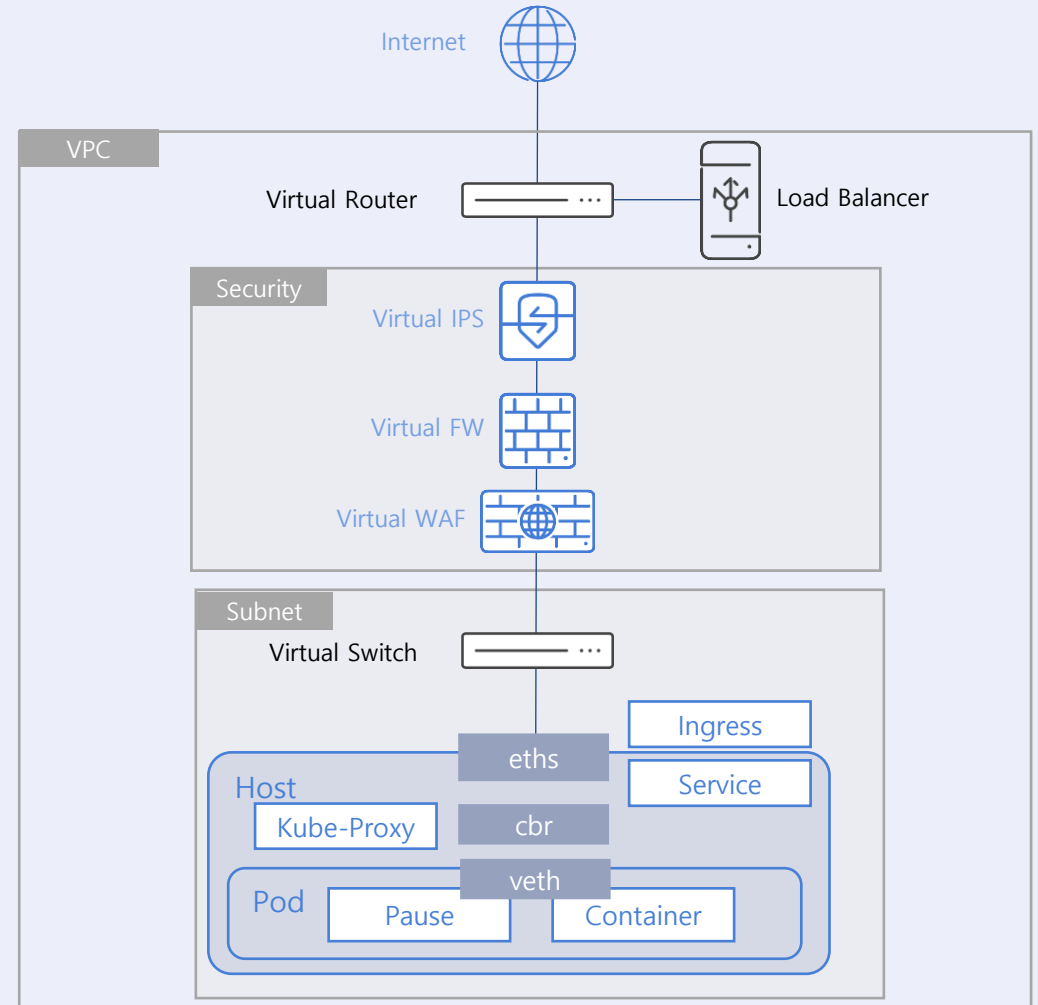 Internet
VPC
Virtual Router
Load Balancer
Security
Virtual IPS
Virtual FW
Virtual WAF
Subnet
Virtual Switch
Ingress
eths
Service
Host
Kube-Proxy
cbr
veth
Pod
Pause
Container